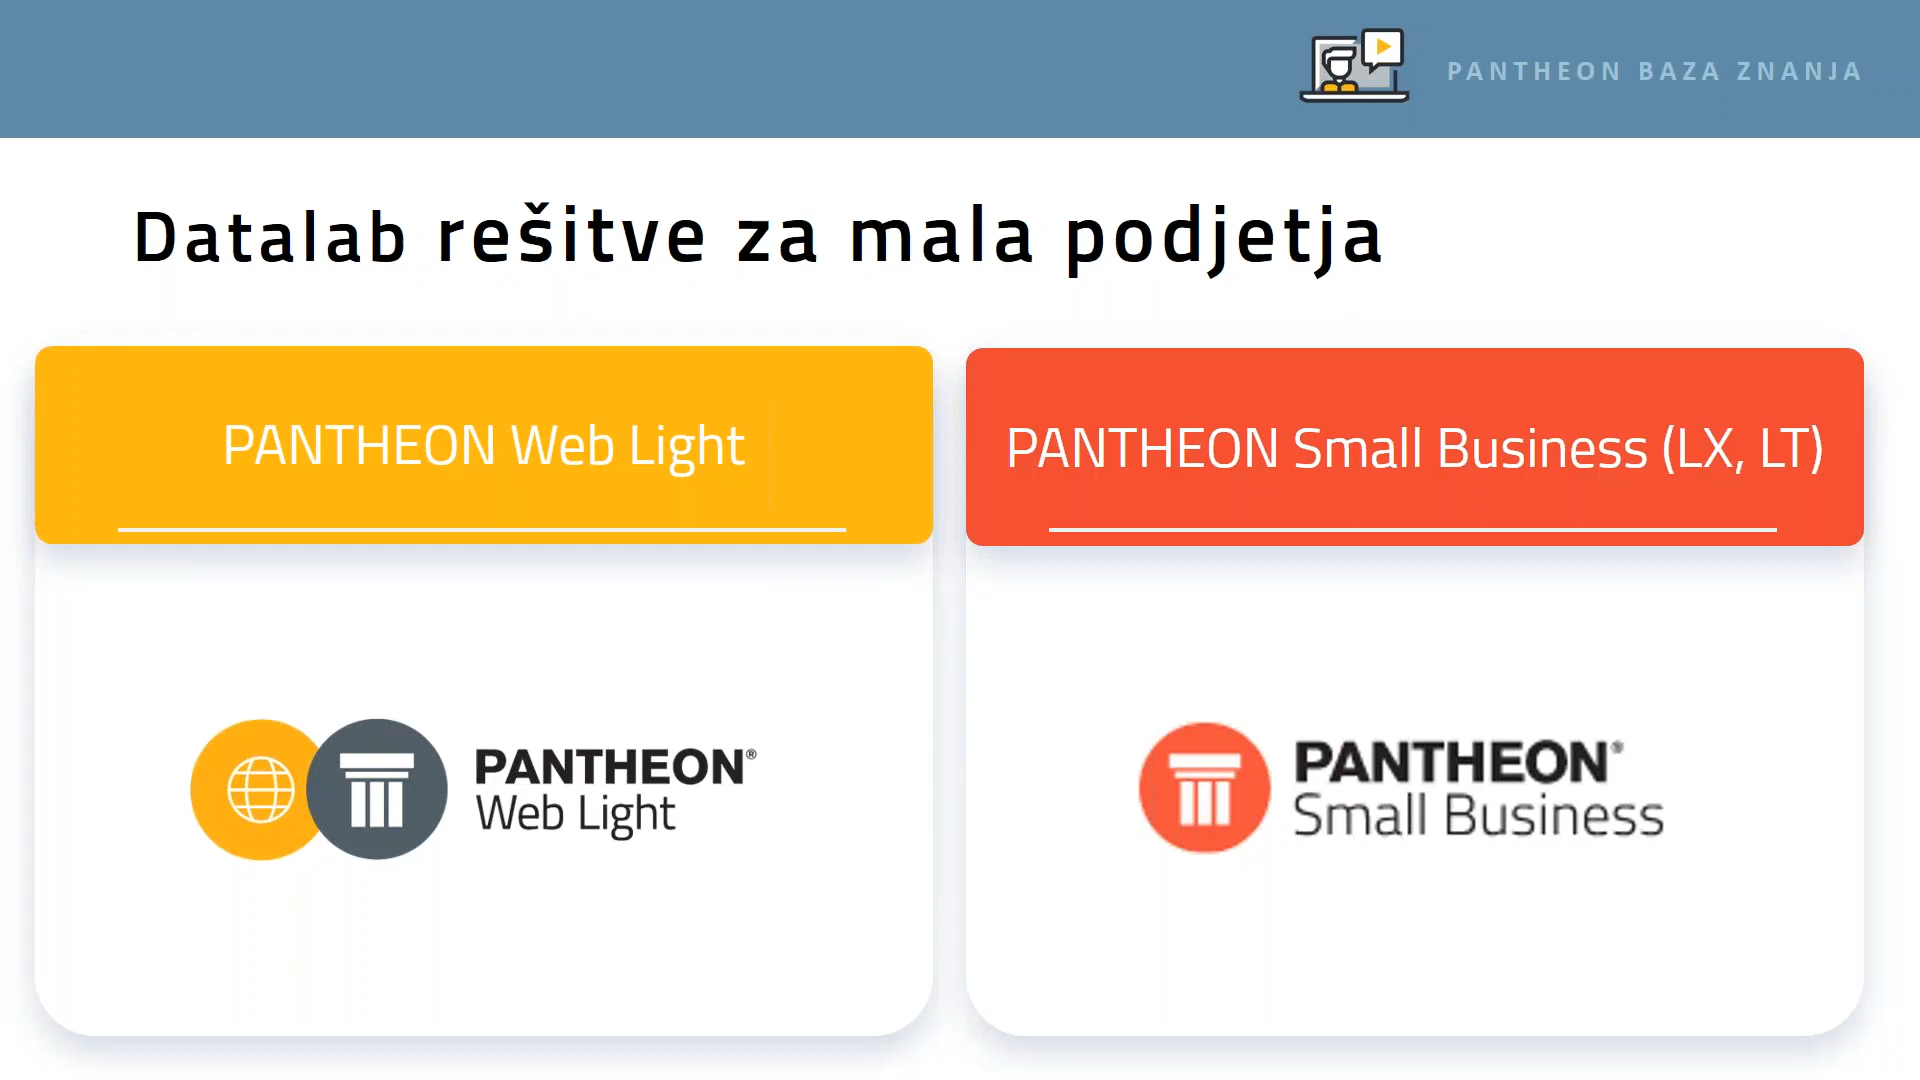 PANTHEON BAZA ZNANJA
Datalab rešitve za mala podjetja
PANTHEON Web Light
PANTHEON Small Business (LX, LT)
PANTHEON®
Web Light
PANTHEON®
Small Business